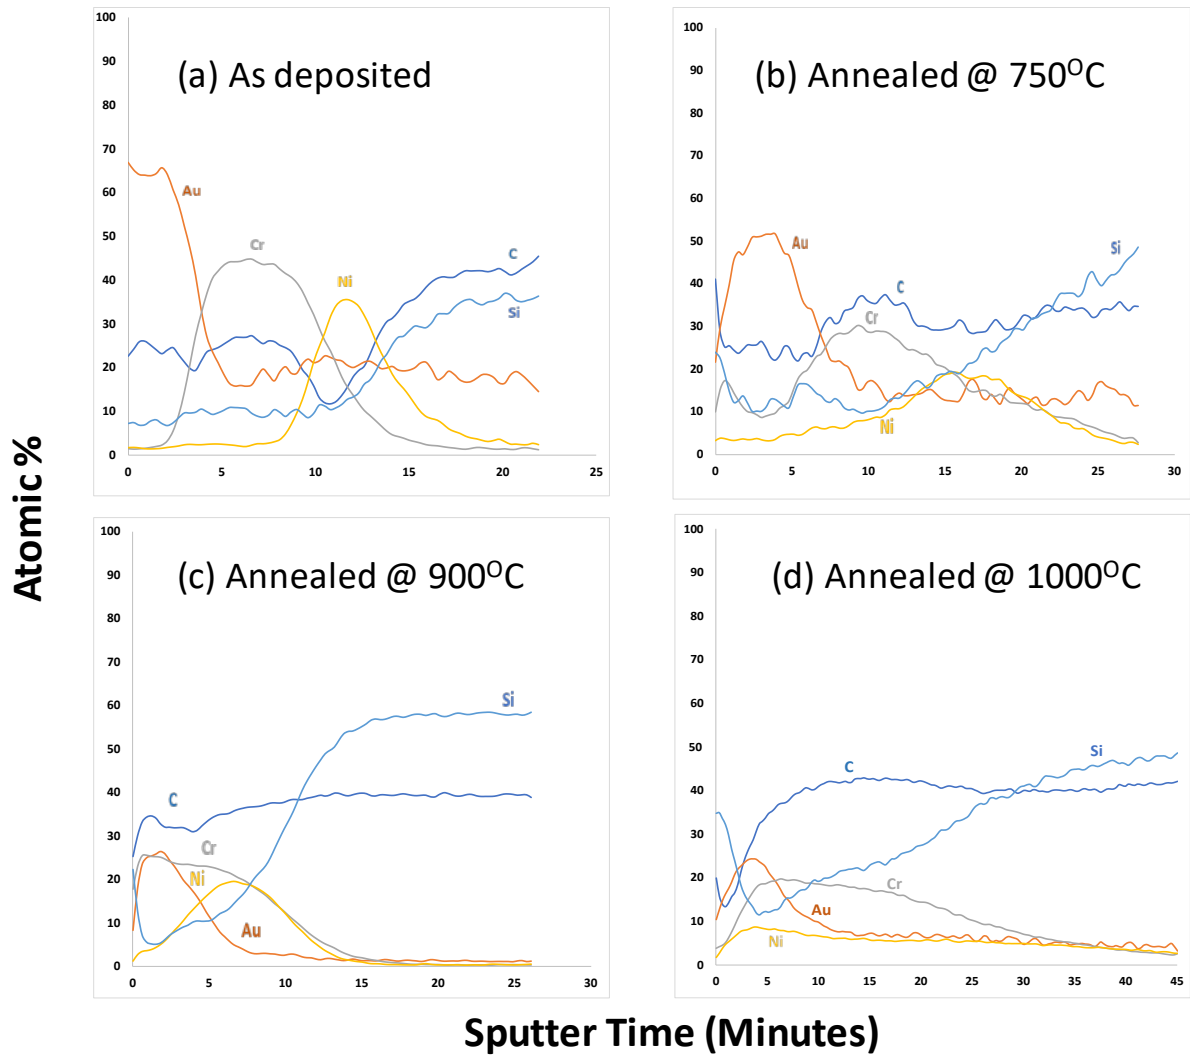 Atomic %
(a) As deposited
100
90
80
70
60
50
40
30
20
10
0
Au
Cr
Ni
C
Si
0 5 10 15 20 25
(b) Annealed @ 750ᴼC
100
90
80
70
60
50
40
30
20
10
0
Au
C
Cr
Ni
Si
0 5 10 15 20 25 30
(c) Annealed @ 900ᴼC
100
90
80
70
60
50
40
30
20
10
0
Si
C
Cr
Ni
Au
0 5 10 15 20 25 30
(d) Annealed @ 1000ᴼC
100
90
80
70
60
50
40
30
20
10
0
Si
C
Cr
Au
Ni
0 5 10 15 20 25 30 35 40 45
Sputter Time (Minutes)